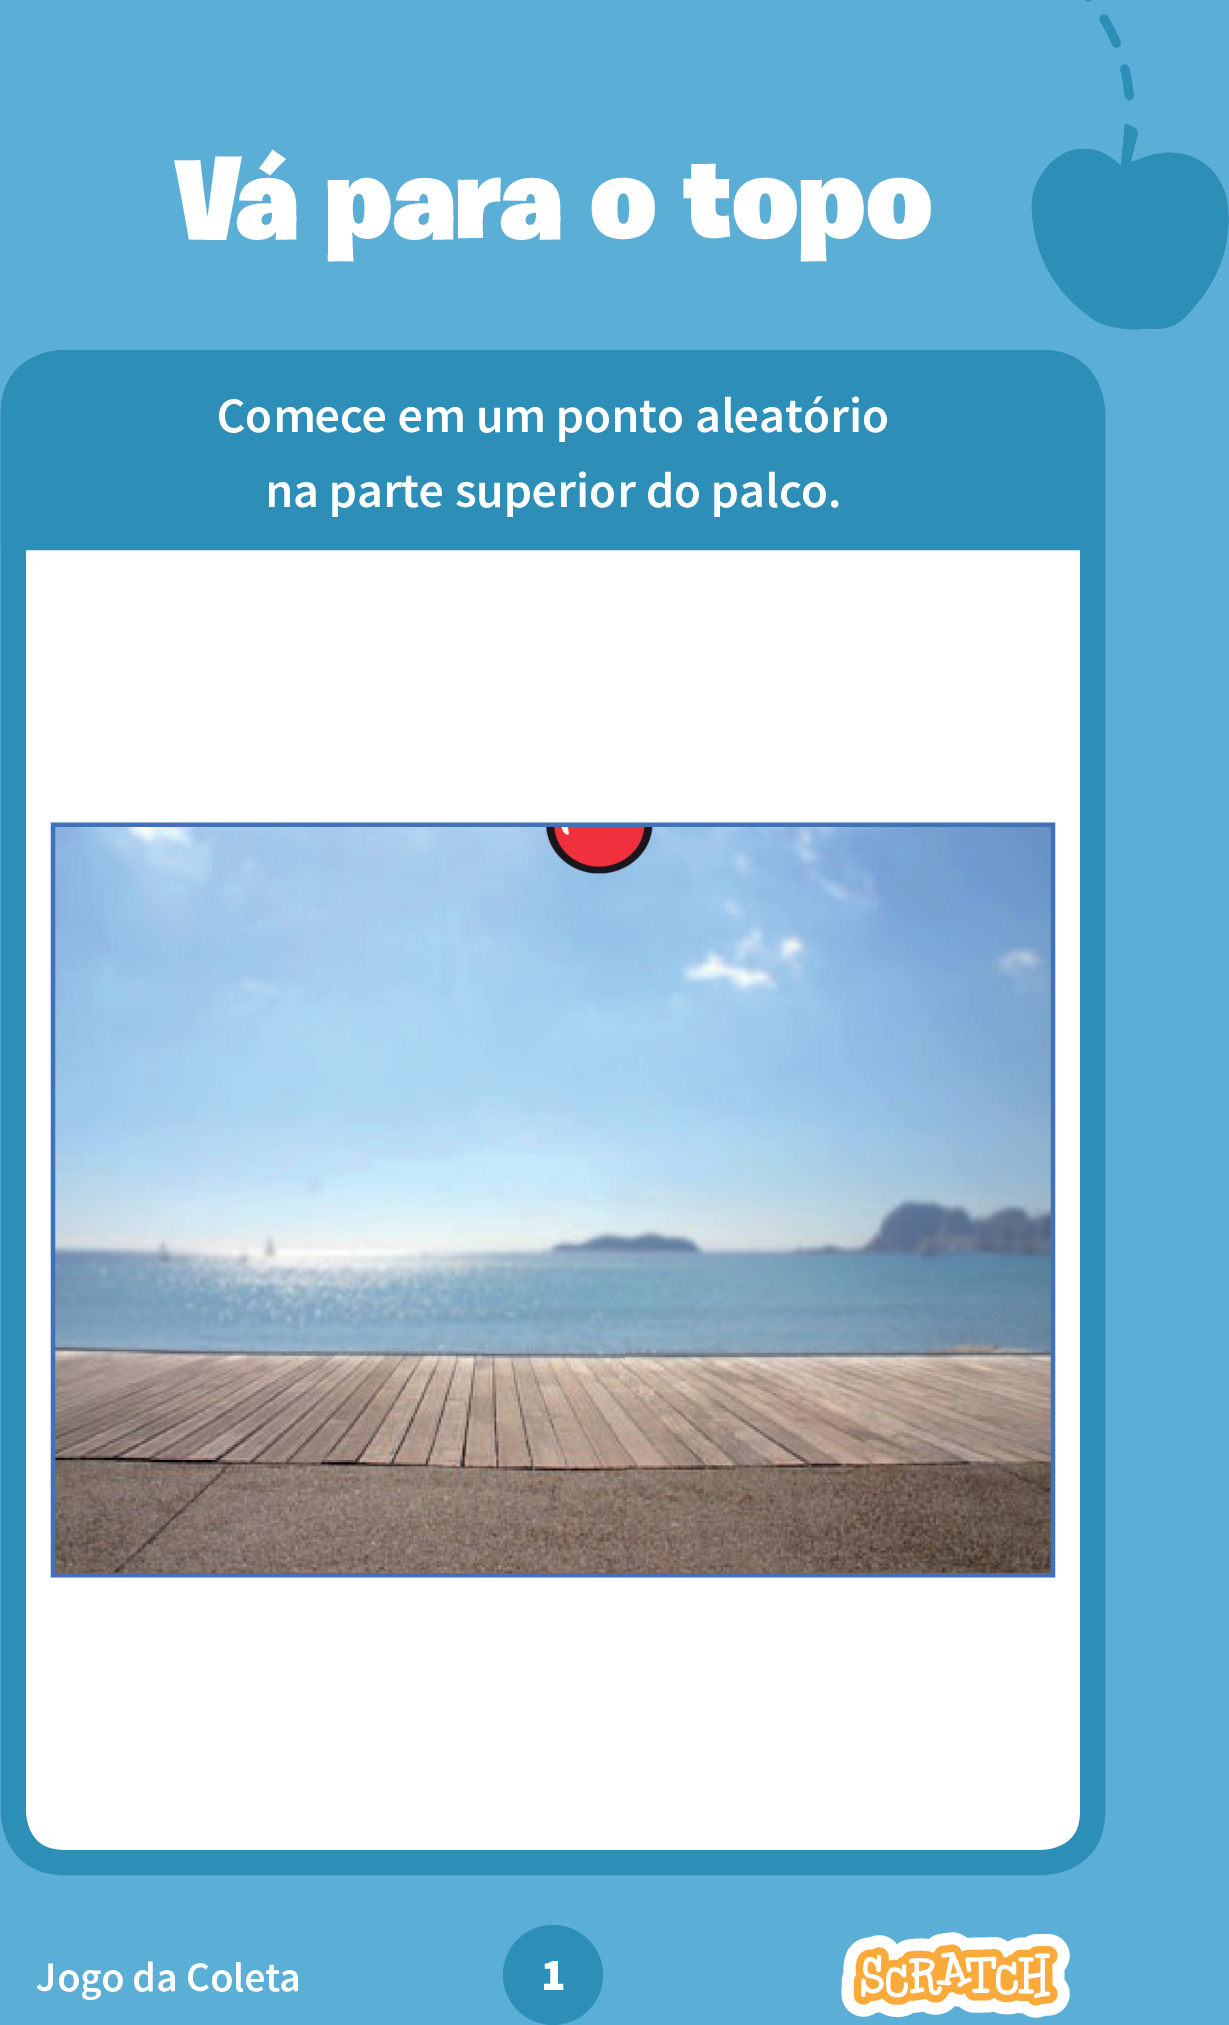 Vá para o topo
Comece em um ponto aleatório
na parte superior do palco.
Jogo da Coleta
1
SCRATCH